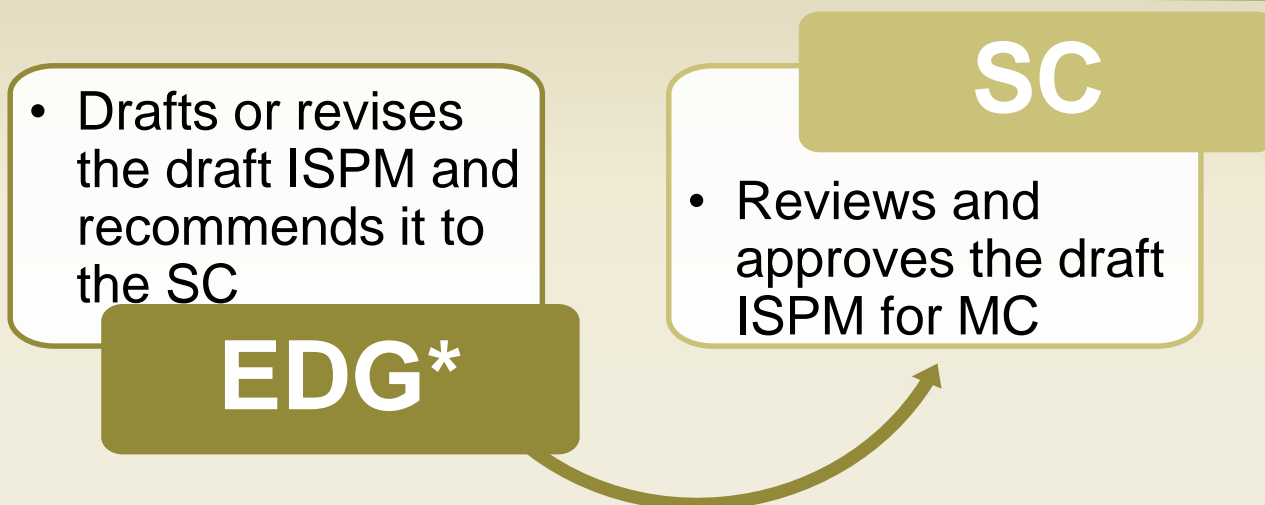 • Drafts or revises
the draft ISPM and
recommends it to
the SC
EDG*
SC
• Reviews and
approves the draft
ISPM for MC